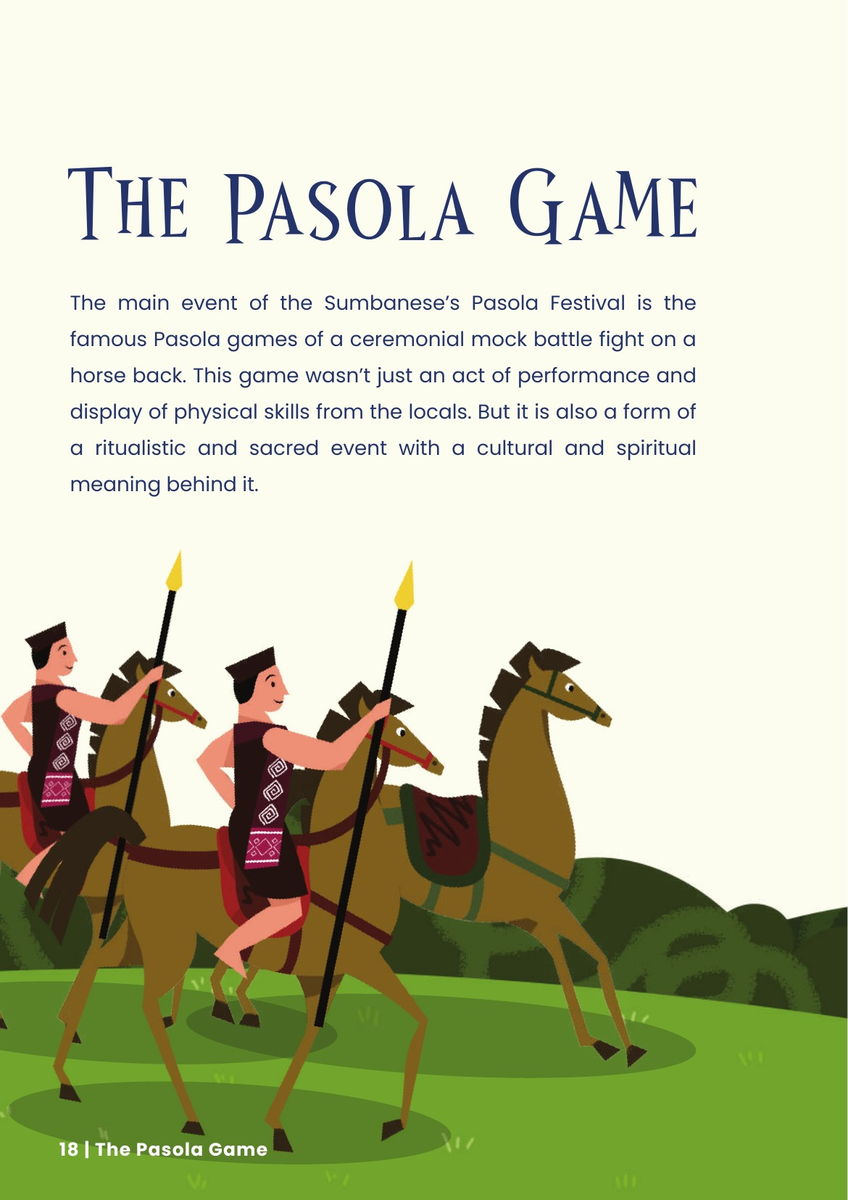 The Pasola Game
The main event of the Sumbanese’s Pasola Festival is the
famous Pasola games of a ceremonial mock battle fight on a
horse back. This game wasn’t just an act of performance and
display of physical skills from the locals. But it is also a form of
a ritualistic and sacred event with a cultural and spiritual
meaning behind it.
18 | The Pasola Game